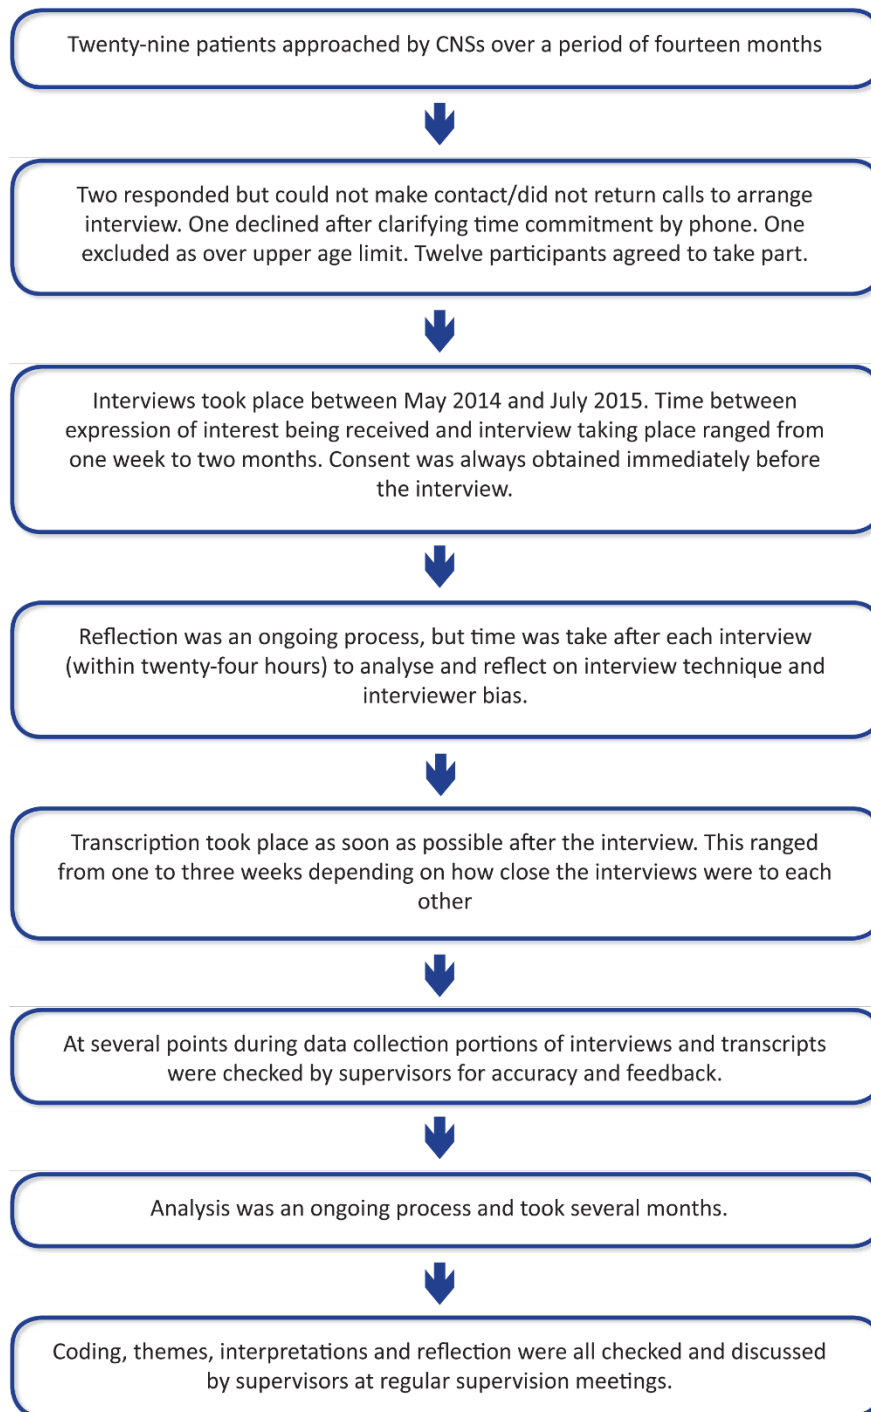 Twenty-nine patients approached by CNSs over a period of fourteen months
Two responded but could not make contact/did not return calls to arrange
interview. One declined after clarifying time commitment by phone. One
excluded as over upper age limit. Twelve participants agreed to take part.
Interviews took place between May 2014 and July 2015. Time between
expression of interest being received and interview taking place ranged from
one week to two months. Consent was always obtained immediately before
the interview.
Reflection was an ongoing process, but time was take after each interview
(within twenty-four hours) to analyse and reflect on interview technique and
interviewer bias.
Transcription took place as soon as possible after the interview. This ranged
from one to three weeks depending on how close the interviews were to each
other
At several points during data collection portions of interviews and transcripts
were checked by supervisors for accuracy and feedback.
Analysis was an ongoing process and took several months.
Coding, themes, interpretations and reflection were all checked and discussed
by supervisors at regular supervision meetings.